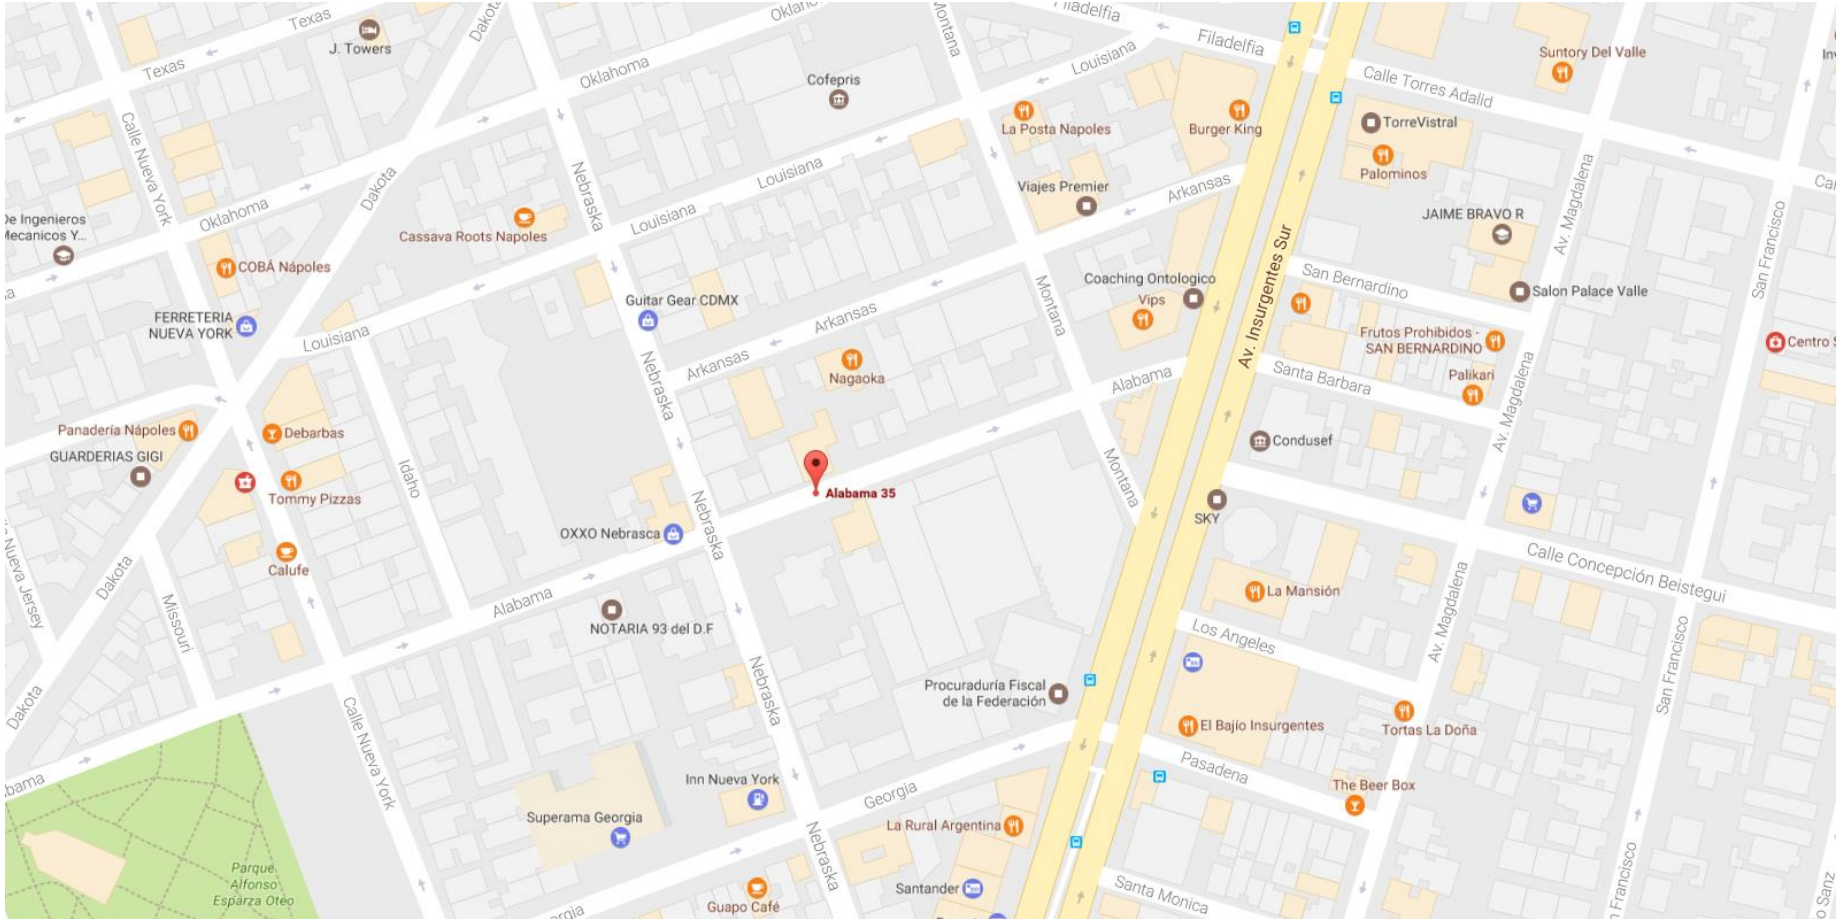 Texas
Oklaho
Montana
Filadelfia
Dakota
J. Towers
Texas
Suntory Del Valle
Filadelfia
Louisiana
Oklahoma
Cofepris
Calle Torres Adalid
Calle Nueva York
La Posta Napoles
Burger King
TorreVistral
Palominos
Nebraska
Dakota
Louisiana
Arkansas
Viajes Premier
Av. Magdalena
Oklahoma
De Ingenieros
Mecanicos Y...
Cassava Roots Napoles
Louisiana
JAIME BRAVO R
San Francisco
COBÁ Nápoles
Coaching Ontologico
San Bernardino
Guitar Gear CDMX
Vips
Montana
Av. Insurgentes Sur
Salon Palace Valle
FERRETERIA
NUEVA YORK
Louisiana
Arkansas
Frutos Prohibidos -
SAN BERNARDINO
Centro S
Arkansas
Nagaoka
Alabama
Santa Barbara
Palikari
Nebraska
Av. Magdalena
Panadería Nápoles
Debarbas
Condusef
GUARDERIAS GIGI
Idaho
Montana
Tommy Pizzas
Alabama 35
SKY
OXXO Nebrasca
Nebraska
Calle Concepción Beistegui
Nueva Jersey
Dakota
Calufe
Missouri
Alabama
La Mansión
Av. Magdalena
NOTARIA 93 del D.F
Los Angeles
San Francisco
Dakota
Nebraska
Procuraduría Fiscal
de la Federación
Calle Nueva York
El Bajío Insurgentes
Tortas La Doña
Pasadena
bama
Inn Nueva York
Georgia
The Beer Box
Superama Georgia
La Rural Argentina
Nebraska
Parque
Alfonso
Esparza Oteo
Santander
Santa Monica
Francisco
Guapo Café
orgia
o Sanz